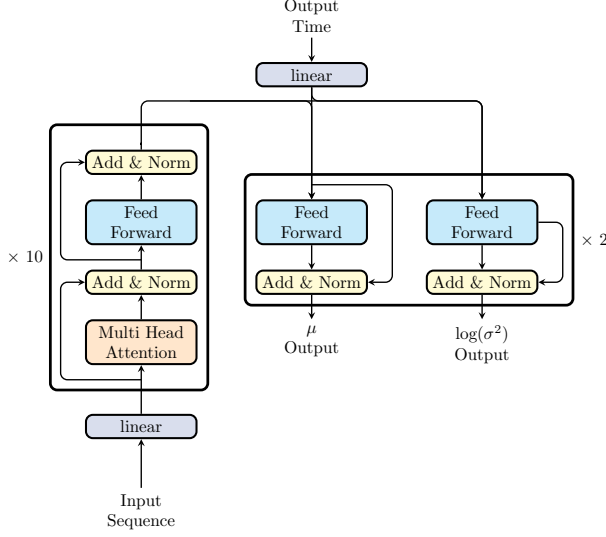 Output
Time
linear
Add & Norm
Feed
Forward
× 10
Add & Norm
Multi Head
Attention
linear
Input
Sequence
Feed
Forward
Add & Norm
μ
Output
Feed
Forward
× 2
Add & Norm
log(σ²)
Output